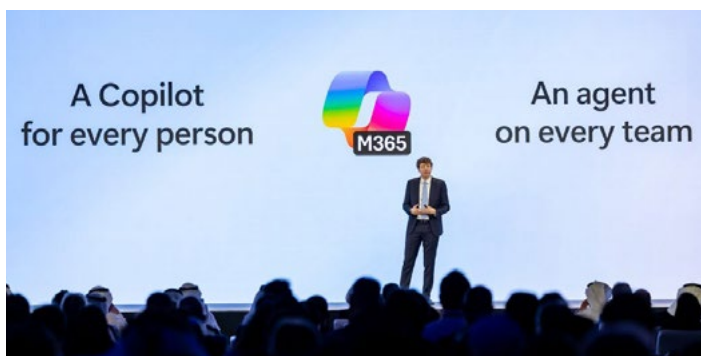 A Copilot
for every person
M365
An agent
on every team